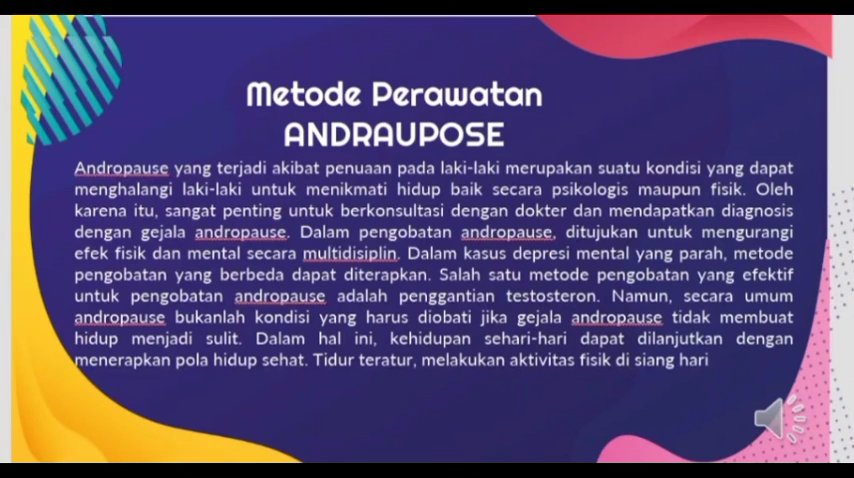 Metode Perawatan
ANDRAUPOSE
Andropause yang terjadi akibat penuaan pada laki-laki merupakan suatu kondisi yang dapat
menghalangi laki-laki untuk menikmati hidup baik secara psikologis maupun fisik. Oleh
karena itu, sangat penting untuk berkonsultasi dengan dokter dan mendapatkan diagnosis
dengan gejala andropause. Dalam pengobatan andropause, ditujukan untuk mengurangi
efek fisik dan mental secara multidisiplin. Dalam kasus depresi mental yang parah, metode
pengobatan yang berbeda dapat diterapkan. Salah satu metode pengobatan yang efektif
untuk pengobatan andropause adalah penggantian testosteron. Namun, secara umum
andropause bukanlah kondisi yang harus diobati jika gejala andropause tidak membuat
hidup menjadi sulit. Dalam hal ini, kehidupan sehari-hari dapat dilanjutkan dengan
menerapkan pola hidup sehat. Tidur teratur, melakukan aktivitas fisik di siang hari